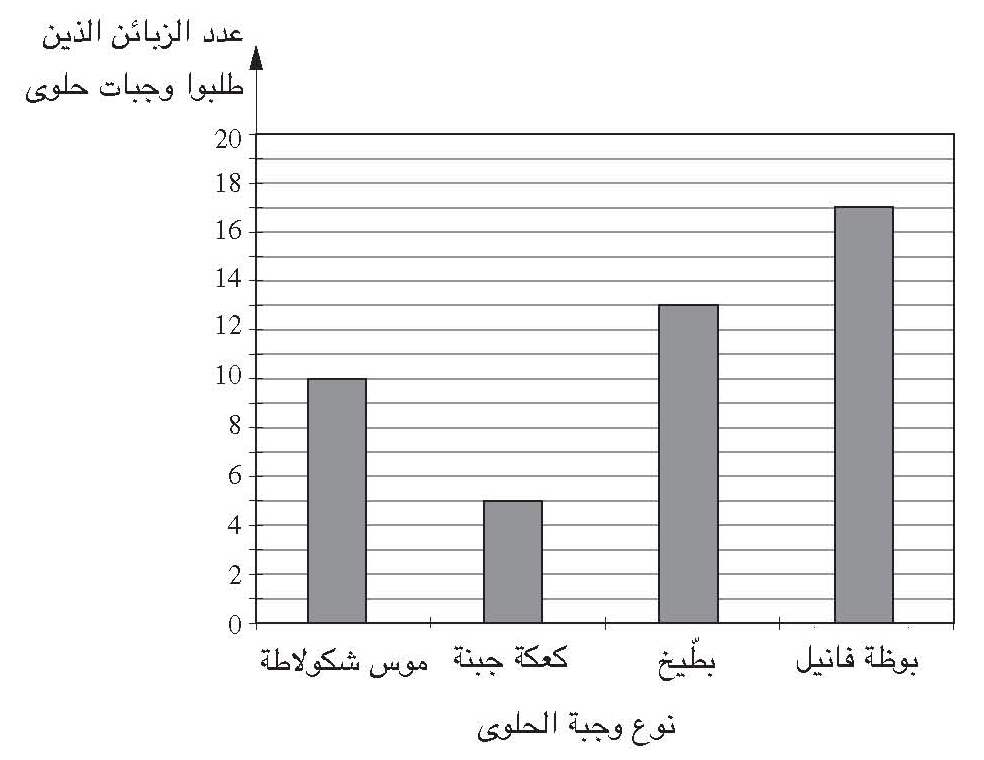 عدد الزبائن الذين
طلبوا وجبات حلوى
20
18
16
14
12
10
8
6
4
2
0
موس شكولاطة كعكة جبنة بطّيخ بوظة فانيل
نوع وجبة الحلوى